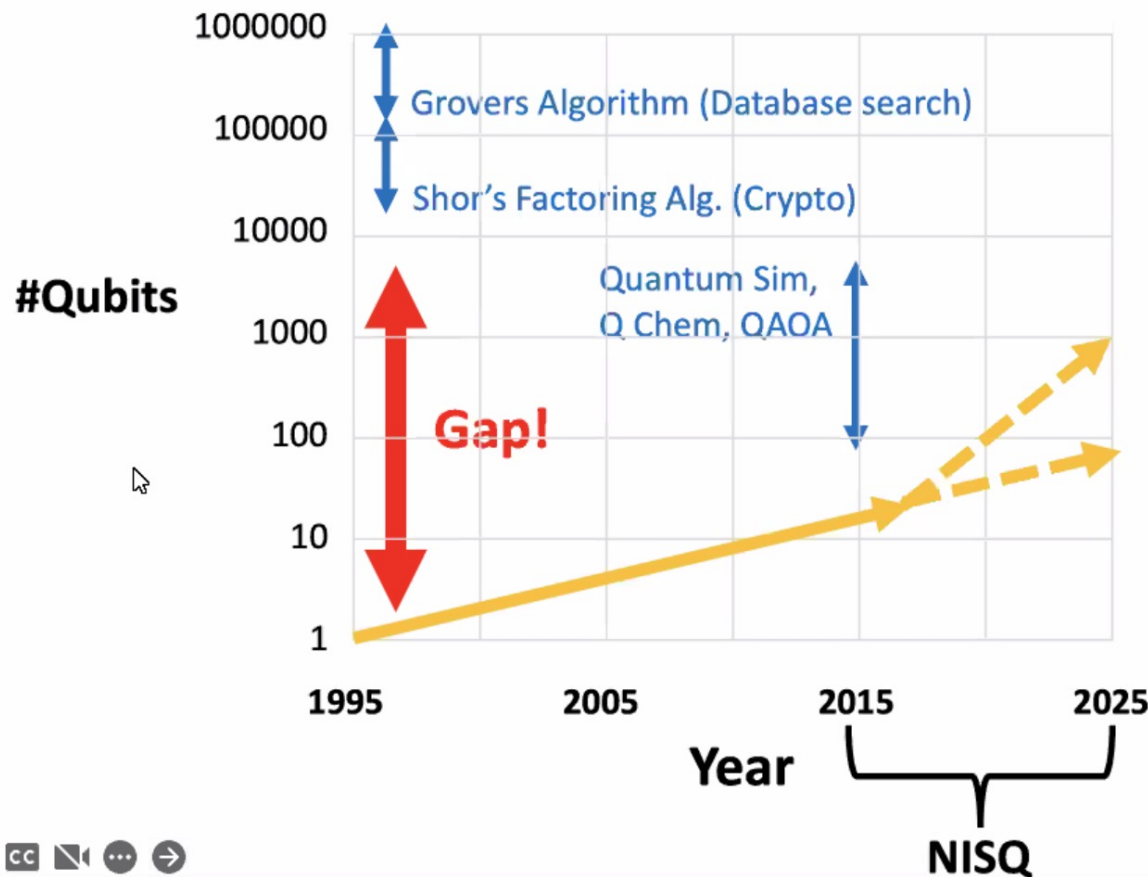 1000000
Grovers Algorithm (Database search)
100000
Shor's Factoring Alg. (Crypto)
10000
#Qubits
Quantum Sim,
Q Chem, QAOA
1000
Gap!
100
10
1
1995 2005 2015 2025
Year
NISQ
CC